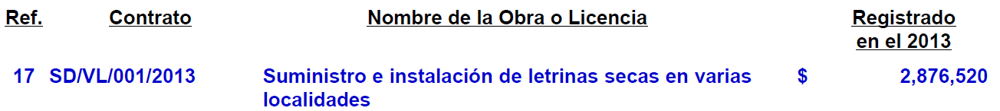 Ref. Contrato Nombre de la Obra o Licencia Registrado
en el 2013
17 SD/VL/001/2013 Suministro e instalación de letrinas secas en varias $ 2,876,520
localidades